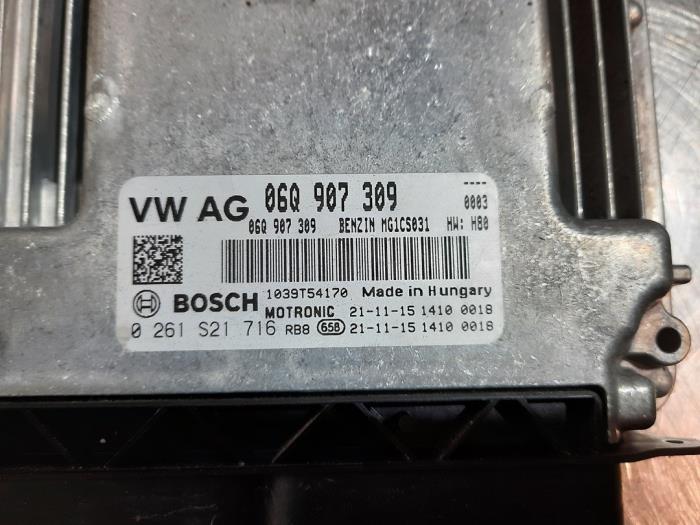 VW AG 06Q 907 309 ----
0003
06Q 907 309 BENZIN MG1CS031 HW: H80
BOSCH 1039T54170 Made in Hungary
MOTRONIC 21-11-15 1410 0018
0 261 S21 716 RB8 658 21-11-15 1410 0018